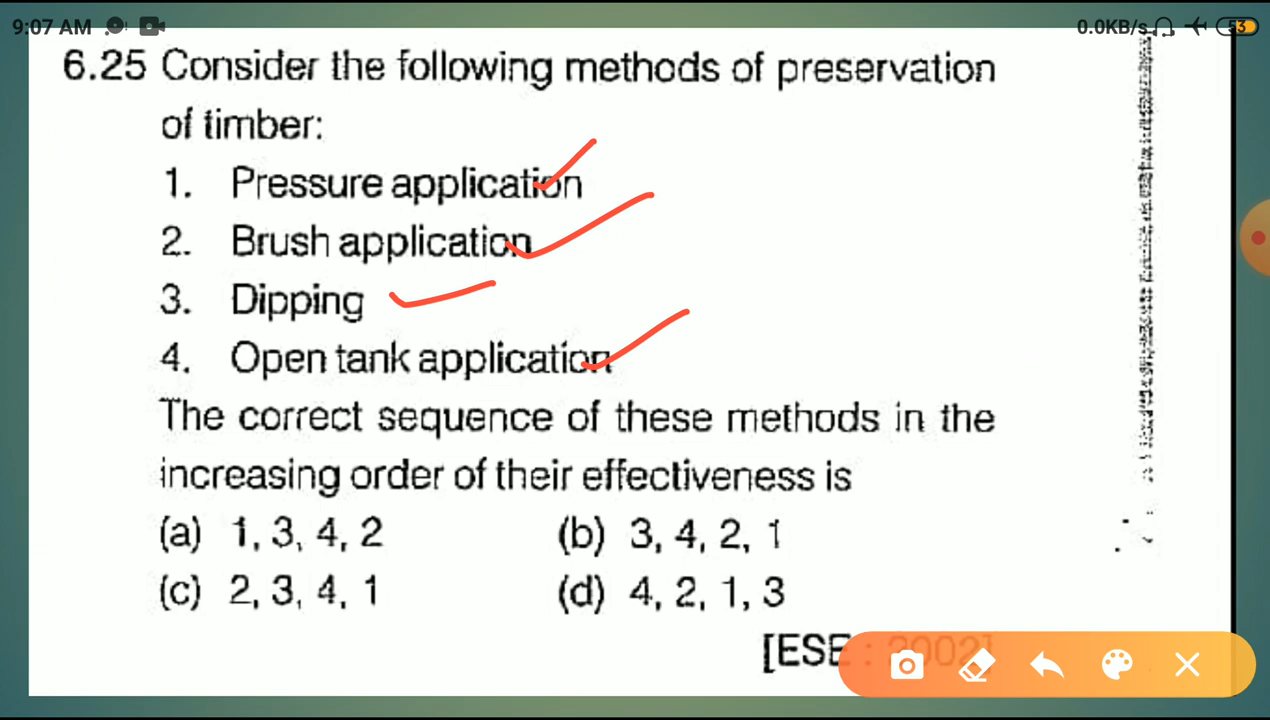 9:07 AM
0.0KB/s
53
6.25 Consider the following methods of preservation
of timber:
1. Pressure application
2. Brush application
3. Dipping
4. Open tank application
The correct sequence of these methods in the
increasing order of their effectiveness is
(a) 1, 3, 4, 2 (b) 3, 4, 2, 1
(c) 2, 3, 4, 1 (d) 4, 2, 1, 3
[ESE : 2002]